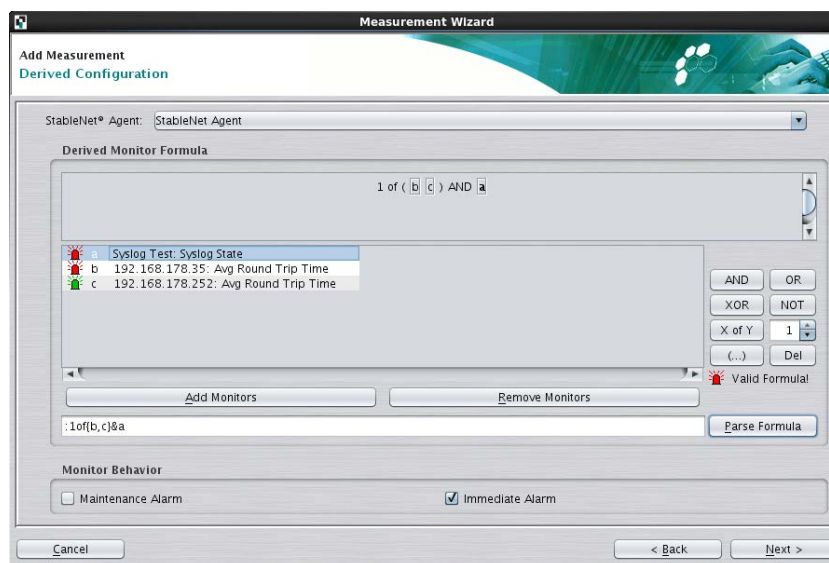 Measurement Wizard
Add Measurement
Derived Configuration
StableNet® Agent: StableNet Agent
Derived Monitor Formula
1 of ( b c ) AND a
a Syslog Test: Syslog State
b 192.168.178.35: Avg Round Trip Time
c 192.168.178.252: Avg Round Trip Time
AND OR
XOR NOT
X of Y 1
(...) Del
Valid Formula!
Add Monitors Remove Monitors
:1of{b,c}&a Parse Formula
Monitor Behavior
Maintenance Alarm Immediate Alarm
Cancel < Back Next >